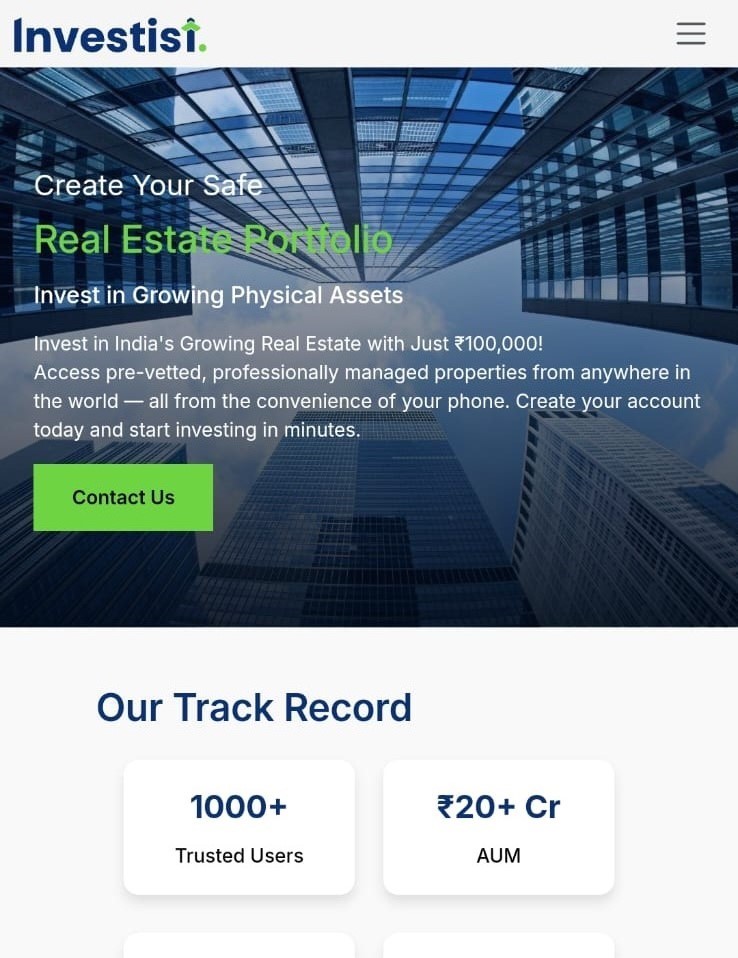 Investisi.
Create Your Safe
Real Estate Portfolio
Invest in Growing Physical Assets
Invest in India's Growing Real Estate with Just ₹100,000!
Access pre-vetted, professionally managed properties from anywhere in
the world — all from the convenience of your phone. Create your account
today and start investing in minutes.
Contact Us
Our Track Record
1000+
₹20+ Cr
Trusted Users
AUM